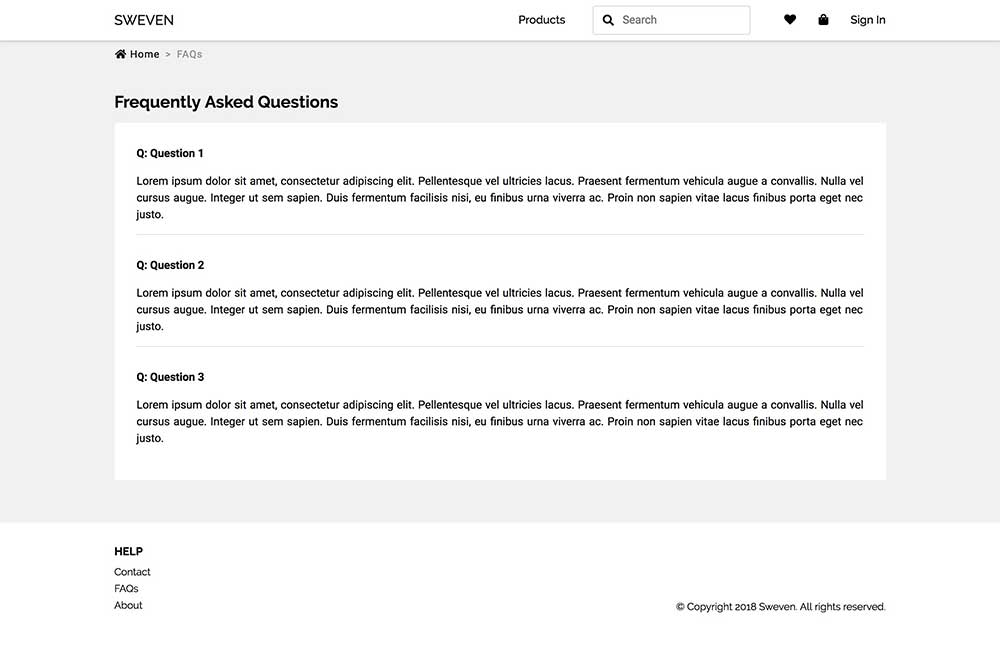 SWEVEN
Products
Search
Sign In
Home > FAQs
Frequently Asked Questions
Q: Question 1
Lorem ipsum dolor sit amet, consectetur adipiscing elit. Pellentesque vel ultricies lacus. Praesent fermentum vehicula augue a convallis. Nulla vel
cursus augue. Integer ut sem sapien. Duis fermentum facilisis nisi, eu finibus urna viverra ac. Proin non sapien vitae lacus finibus porta eget nec
justo.
Q: Question 2
Lorem ipsum dolor sit amet, consectetur adipiscing elit. Pellentesque vel ultricies lacus. Praesent fermentum vehicula augue a convallis. Nulla vel
cursus augue. Integer ut sem sapien. Duis fermentum facilisis nisi, eu finibus urna viverra ac. Proin non sapien vitae lacus finibus porta eget nec
justo.
Q: Question 3
Lorem ipsum dolor sit amet, consectetur adipiscing elit. Pellentesque vel ultricies lacus. Praesent fermentum vehicula augue a convallis. Nulla vel
cursus augue. Integer ut sem sapien. Duis fermentum facilisis nisi, eu finibus urna viverra ac. Proin non sapien vitae lacus finibus porta eget nec
justo.
HELP
Contact
FAQs
About
© Copyright 2018 Sweven. All rights reserved.